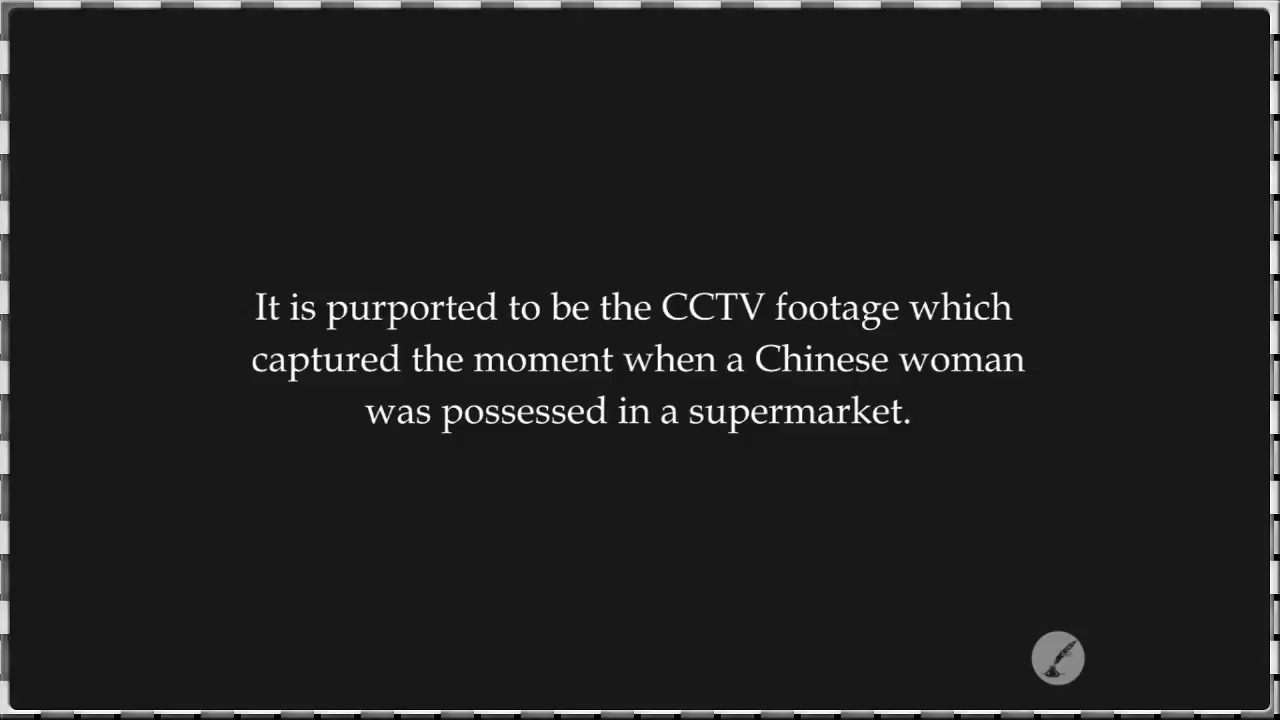 It is purported to be the CCTV footage which
captured the moment when a Chinese woman
was possessed in a supermarket.